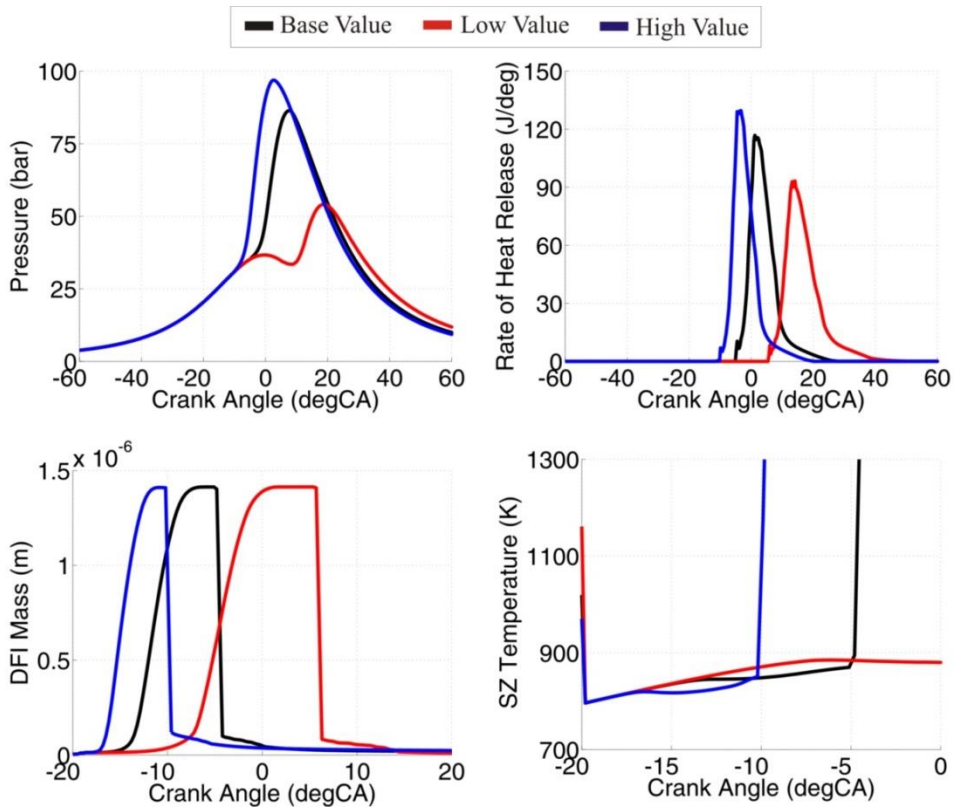 Base Value Low Value High Value
100
75
50
25
0
-60 -40 -20 0 20 40 60
Pressure (bar)
Crank Angle (degCA)
150
120
90
60
30
0
-60 -40 -20 0 20 40 60
Rate of Heat Release (J/deg)
Crank Angle (degCA)
x 10-6
1.5
1
0.5
0
-20 -10 0 10 20
DFI Mass (m)
Crank Angle (degCA)
1300
1100
900
700
-20 -15 -10 -5 0
SZ Temperature (K)
Crank Angle (degCA)